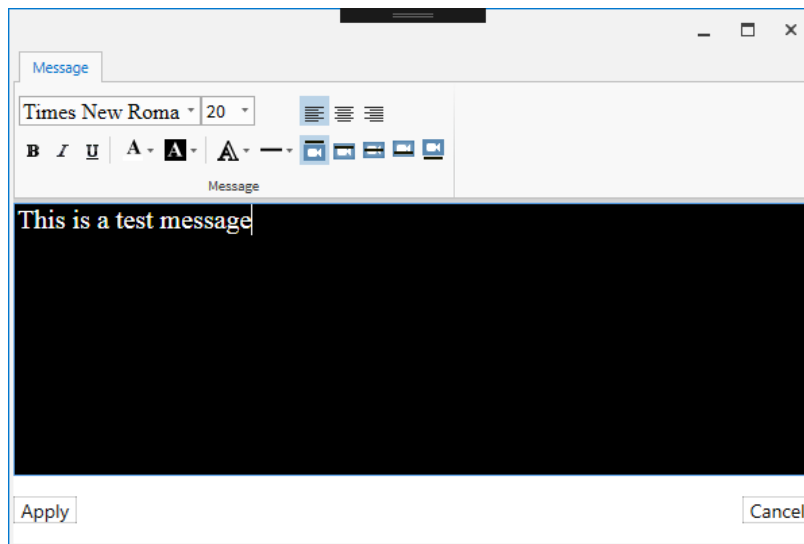 Message
Times New Roma 20
B I U A A A
Message
This is a test message
Apply Cancel